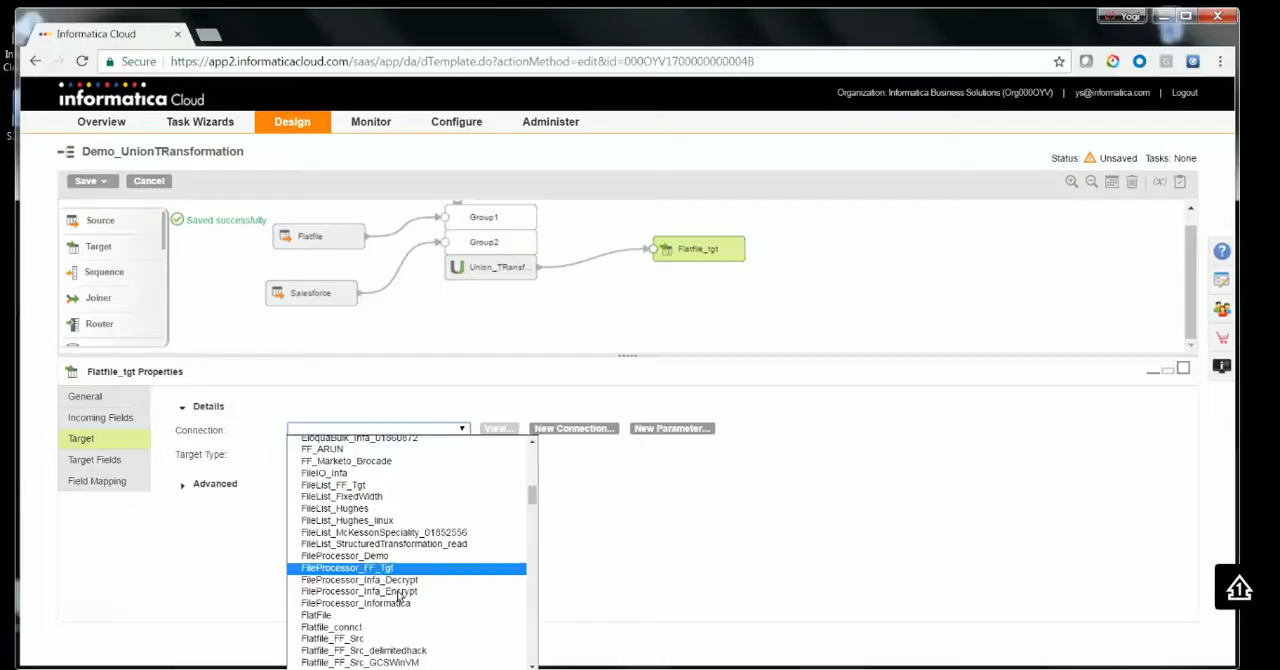 Yogi
Informatica Cloud
Secure
https://app2.informaticacloud.com/saas/app/da/dTemplate.do?actionMethod=edit&id=000OYV17000000000048
informatica Cloud
Organization: Informatica Business Solutions (Org000OYV) | ys@informatica.com | Logout
Overview Task Wizards Design Monitor Configure Administer
Demo_UnionTRansformation
Status: Unsaved Tasks: None
Save Cancel
Source
Target
Sequence
Joiner
Router
Saved successfully
Flatfile
Salesforce
Group1
Group2
Union_TRansf...
Flatfile_tgt
Flatfile_tgt Properties
General
Incoming Fields
Target
Target Fields
Field Mapping
Details
Connection:
View... New Connection... New Parameter...
Target Type:
Advanced
EloquaBulk_Infa_01860872
FF_ARUN
FF_Marketo_Brocade
FileIO_Infa
FileList_FF_Tgt
FileList_FixedWidth
FileList_Hughes
FileList_Hughes_linux
FileList_McKessonSpeciality_01852556
FileList_StructuredTransformation_read
FileProcessor_Demo
FileProcessor_FF_Tgt
FileProcessor_Infa_Decrypt
FileProcessor_Infa_Encrypt
FileProcessor_Informatica
FlatFile
Flatfile_connct
Flatfile_FF_Src
Flatfile_FF_Src_delimitedhack
Flatfile_FF_Src_GCSWinVM